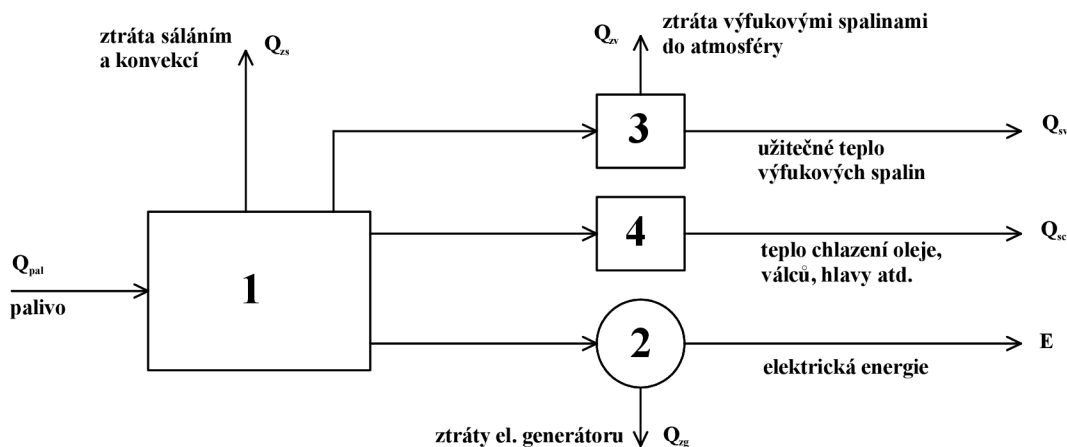 ztráta sáláním
a konvekcí
Q_zs
Q_zv
ztráta výfukovými spalinami
do atmosféry
3
Q_sv
užitečné teplo
výfukových spalin
4
Q_sc
teplo chlazení oleje,
válců, hlavy atd.
Q_pal
palivo
1
2
E
elektrická energie
ztráty el. generátoru
Q_zg